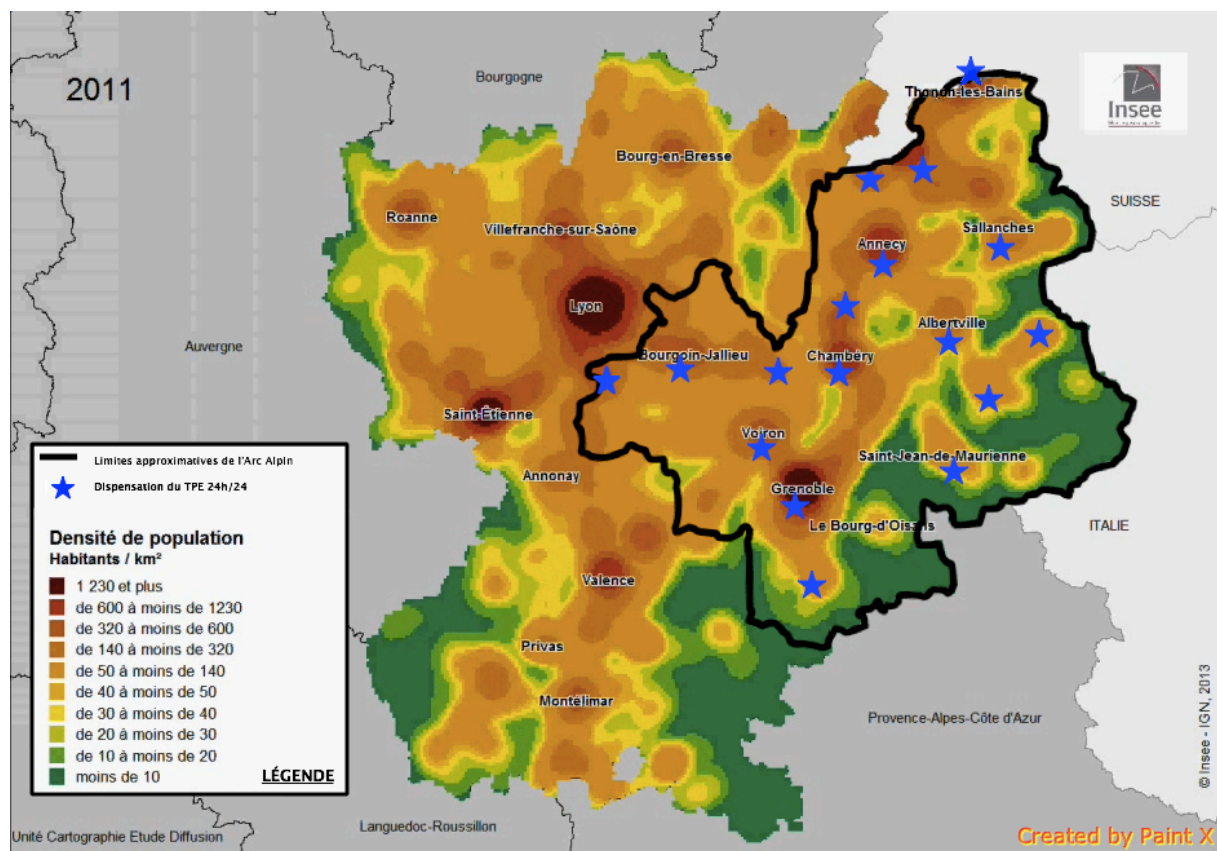 2011
Bourgogne
Insee
Thonon-les-Bains
Bourg-en-Bresse
SUISSE
Roanne
Villefranche-sur-Saône
Sallanches
Annecy
Lyon
Albertville
Auvergne
Bourgoin-Jallieu
Chambéry
Saint-Étienne
Voiron
Saint-Jean-de-Maurienne
Annonay
Grenoble
Le Bourg-d'Oisans
ITALIE
Limites approximatives de l'Arc Alpin
Dispensation du TPE 24h/24
Densité de population
Habitants / km²
1 230 et plus
de 600 à moins de 1230
de 320 à moins de 600
de 140 à moins de 320
de 50 à moins de 140
de 40 à moins de 50
de 30 à moins de 40
de 20 à moins de 30
de 10 à moins de 20
moins de 10
LÉGENDE
Valence
Privas
Montélimar
Provence-Alpes-Côte d'Azur
© Insee - IGN, 2013
Languedoc-Roussillon
Unité Cartographie Etude Diffusion
Created by Paint X